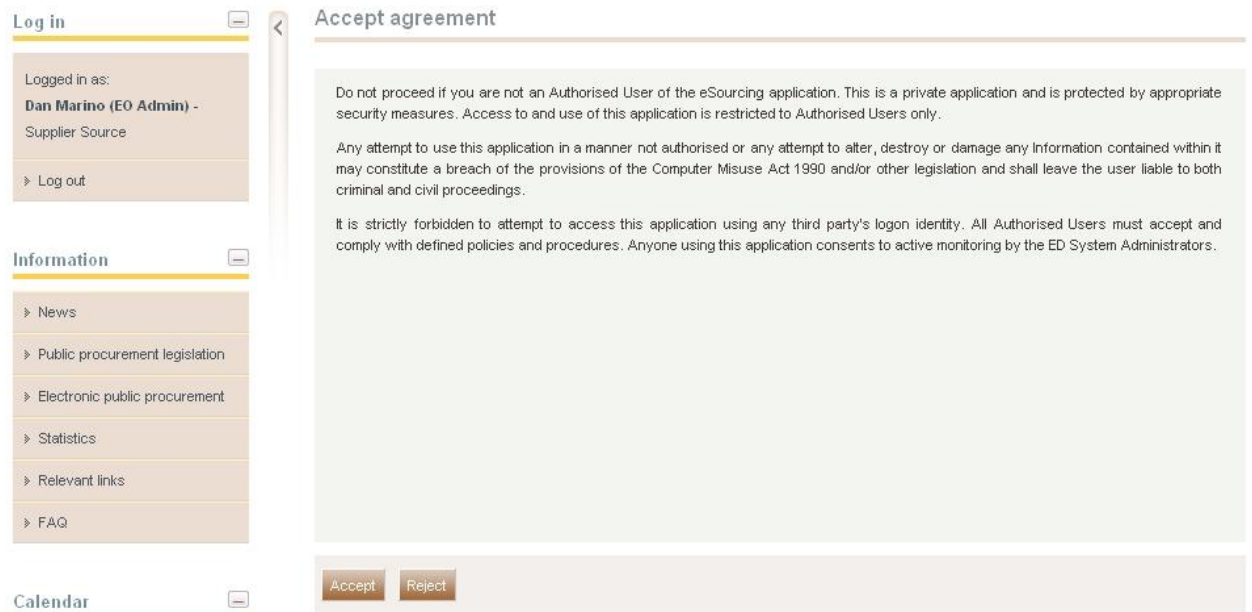 Log in
Logged in as:
Dan Marino (EO Admin) -
Supplier Source
Log out
Information
News
Public procurement legislation
Electronic public procurement
Statistics
Relevant links
FAQ
Calendar
Accept agreement
Do not proceed if you are not an Authorised User of the eSourcing application. This is a private application and is protected by appropriate
security measures. Access to and use of this application is restricted to Authorised Users only.
Any attempt to use this application in a manner not authorised or any attempt to alter, destroy or damage any Information contained within it
may constitute a breach of the provisions of the Computer Misuse Act 1990 and/or other legislation and shall leave the user liable to both
criminal and civil proceedings.
It is strictly forbidden to attempt to access this application using any third party's logon identity. All Authorised Users must accept and
comply with defined policies and procedures. Anyone using this application consents to active monitoring by the ED System Administrators.
Accept
Reject